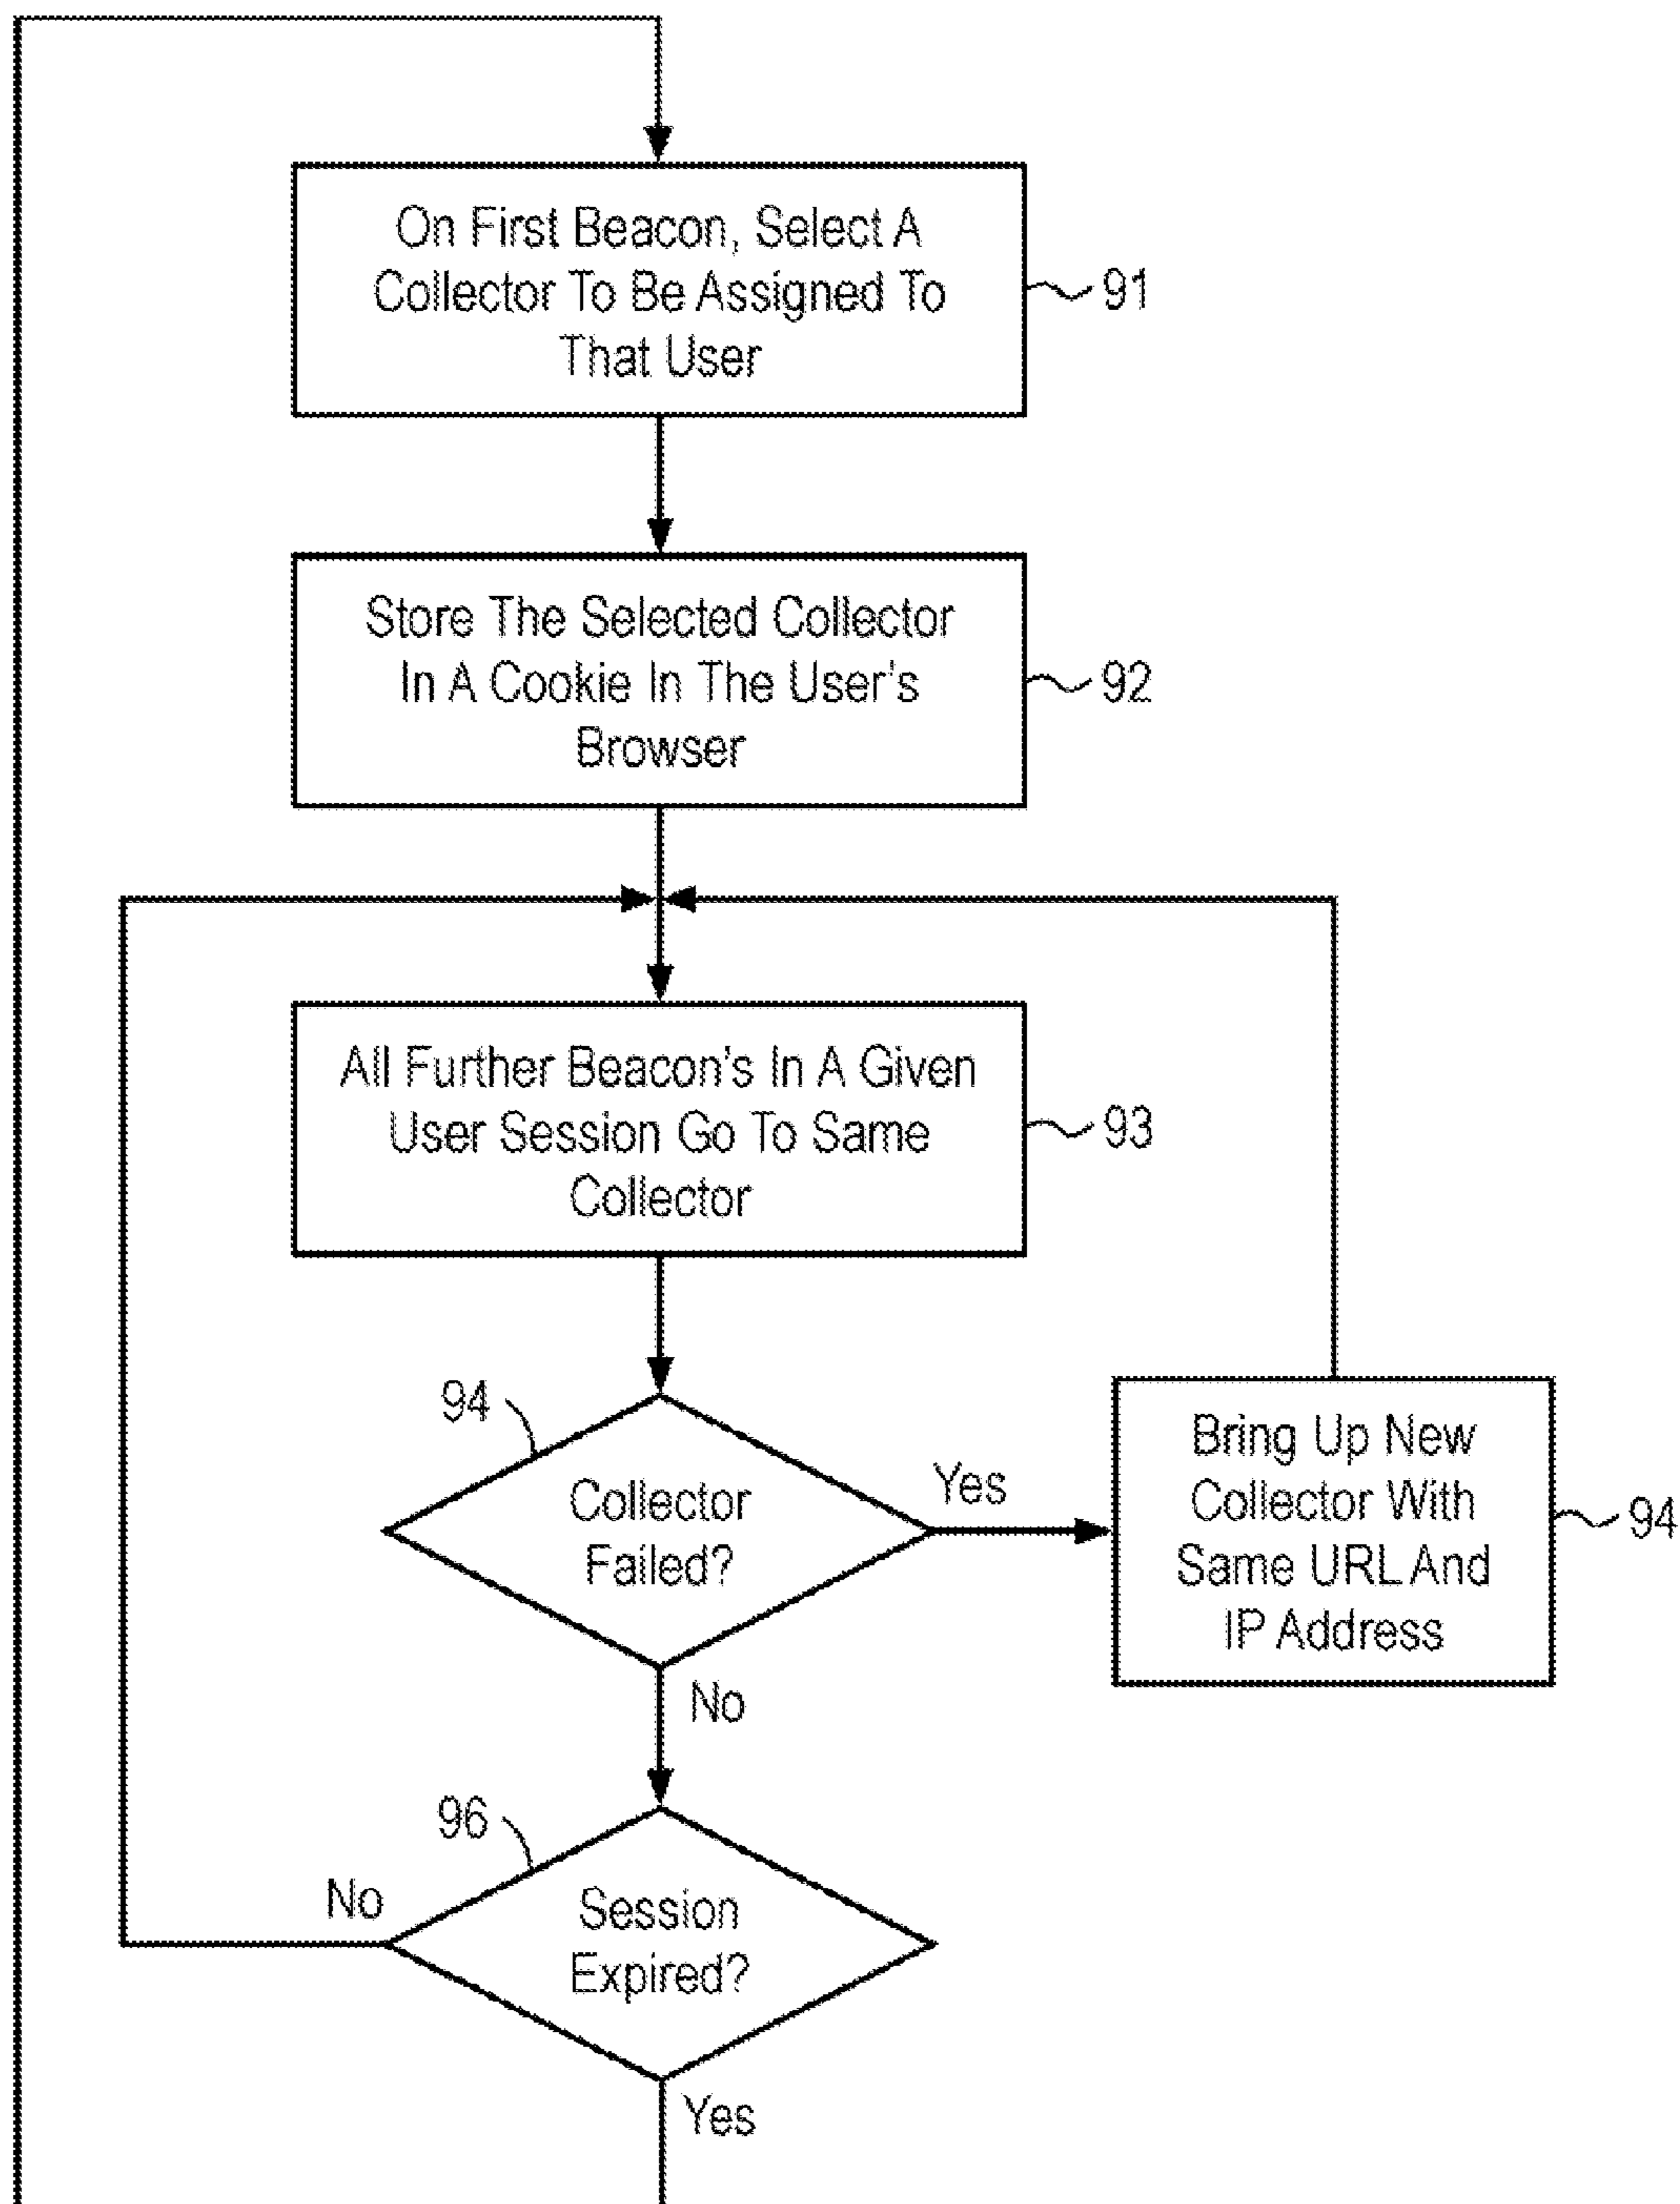 On First Beacon, Select A
Collector To Be Assigned To
That User
91
Store The Selected Collector
In A Cookie In The User's
Browser
92
All Further Beacon's In A Given
User Session Go To Same
Collector
93
94
Collector
Failed?
Yes
No
Bring Up New
Collector With
Same URL And
IP Address
94
96
Session
Expired?
No
Yes